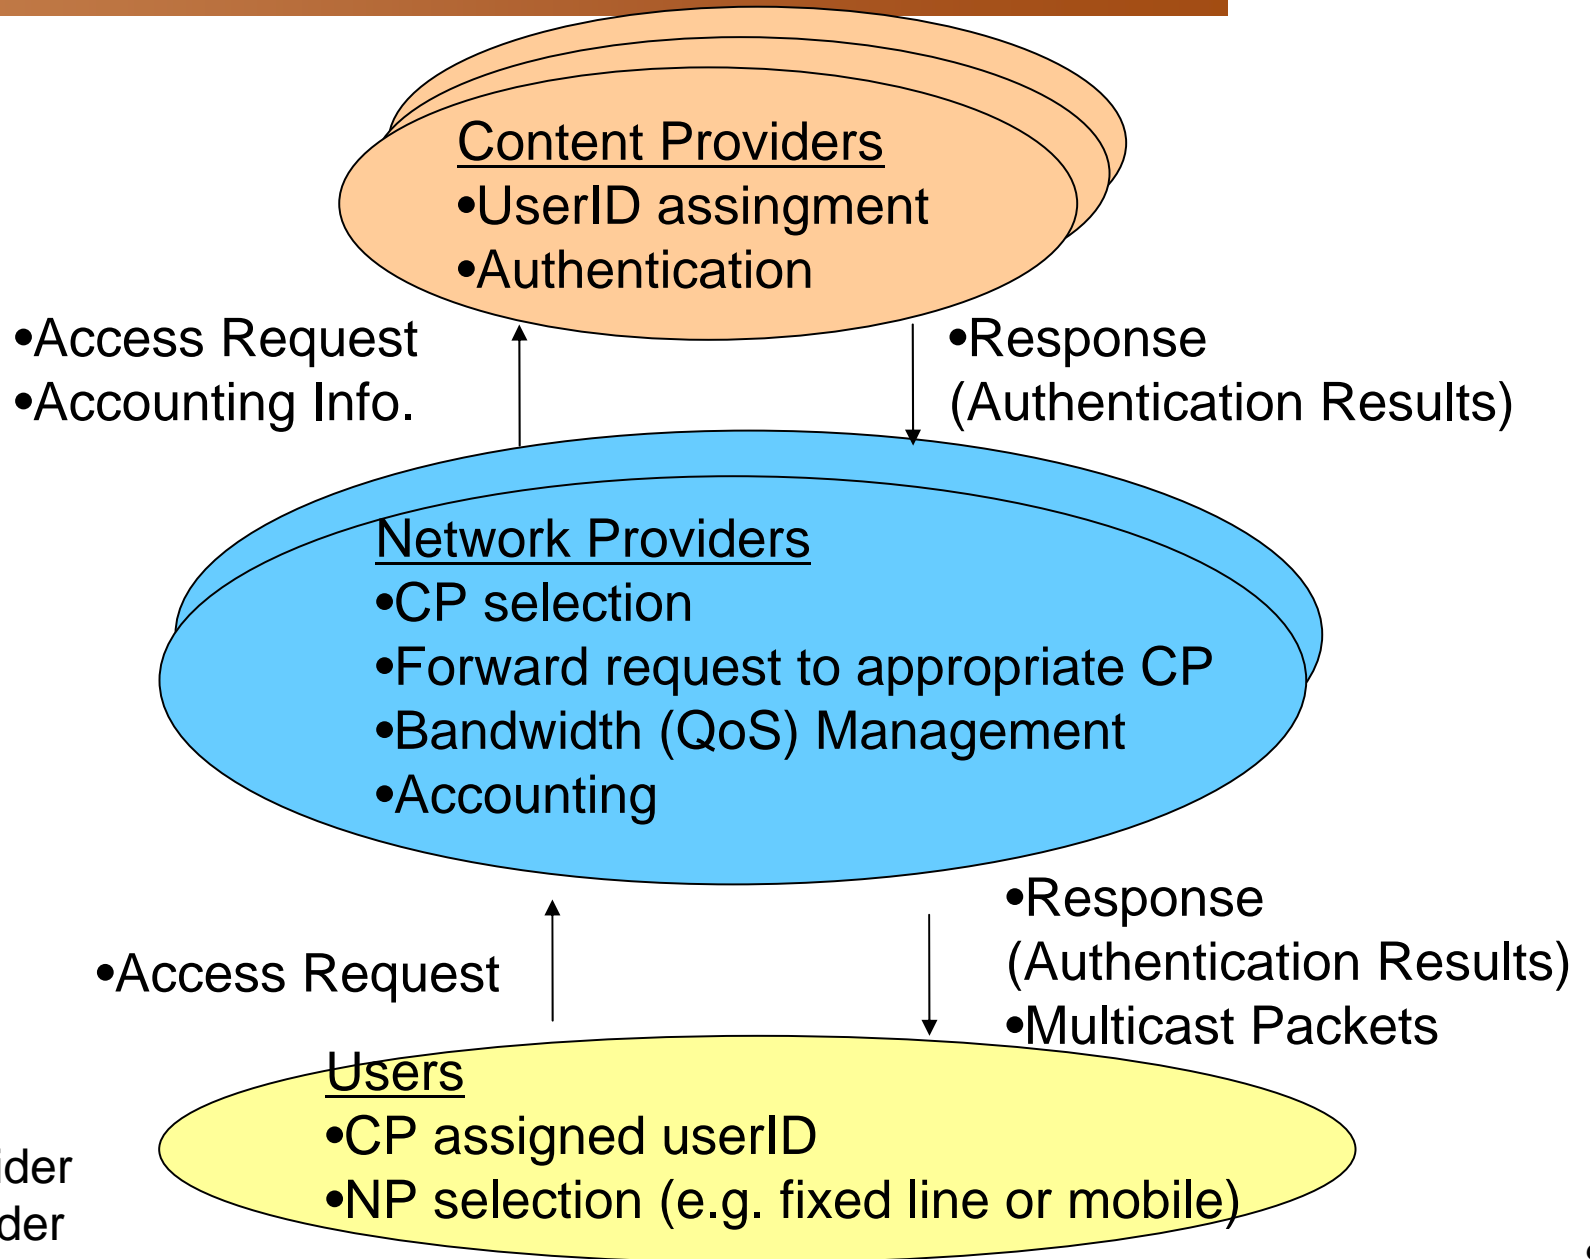 Content Providers
•UserID assingment
•Authentication
•Access Request
•Accounting Info.
•Response
(Authentication Results)
Network Providers
•CP selection
•Forward request to appropriate CP
•Bandwidth (QoS) Management
•Accounting
•Access Request
•Response
(Authentication Results)
•Multicast Packets
Users
•CP assigned userID
•NP selection (e.g. fixed line or mobile)